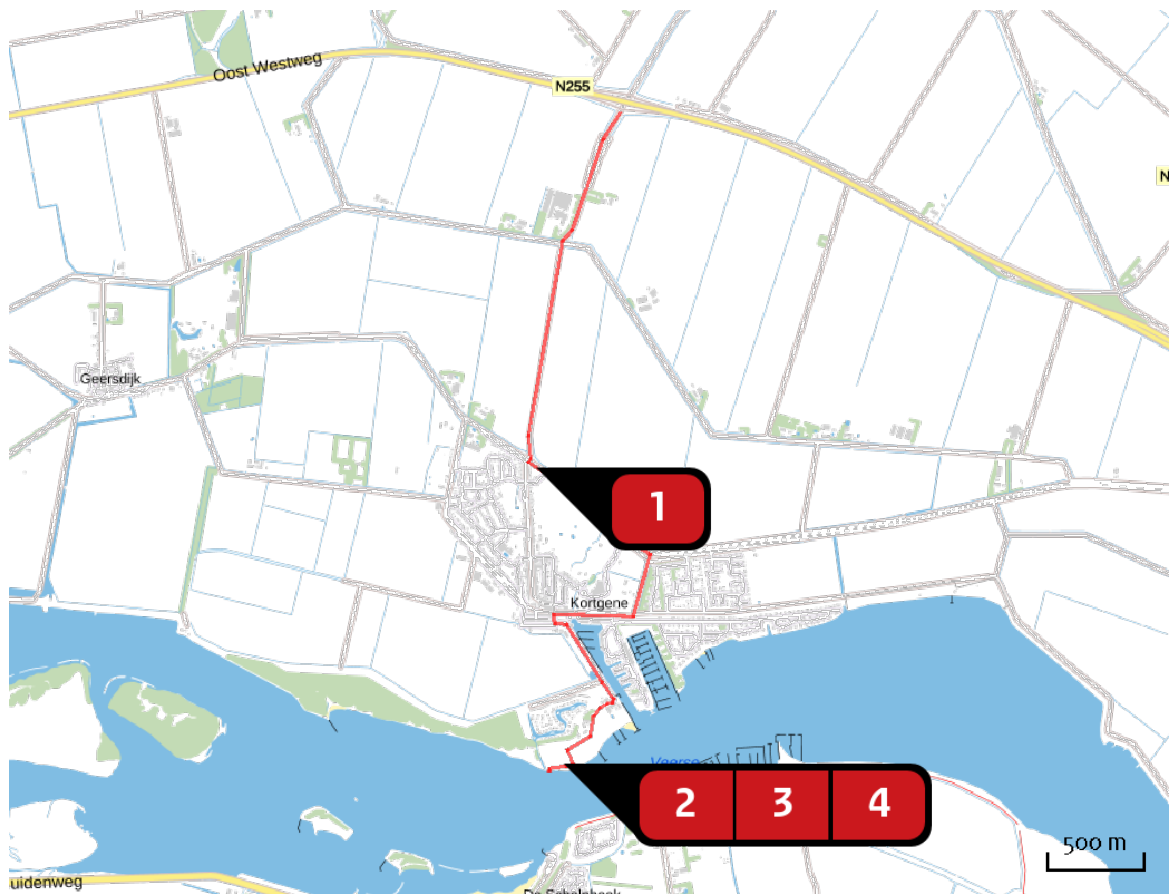 Oost Westweg
N255
N
Geersdijk
1
Kortgene
Veerse
2 3 4
500 m
uidenweg
De Schelphoek